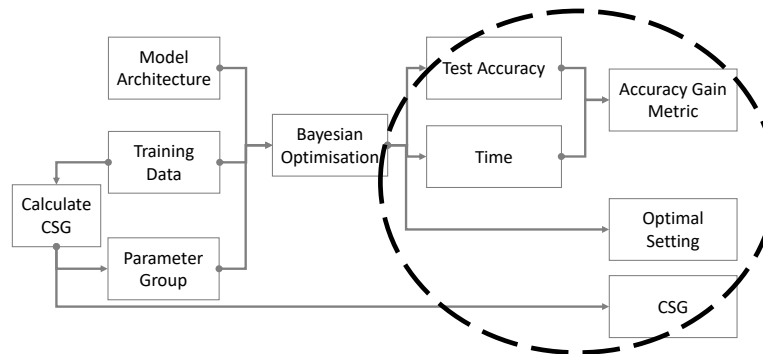 Model
Architecture
Training
Data
Calculate
CSG
Parameter
Group
Bayesian
Optimisation
Test Accuracy
Time
Accuracy Gain
Metric
Optimal
Setting
CSG